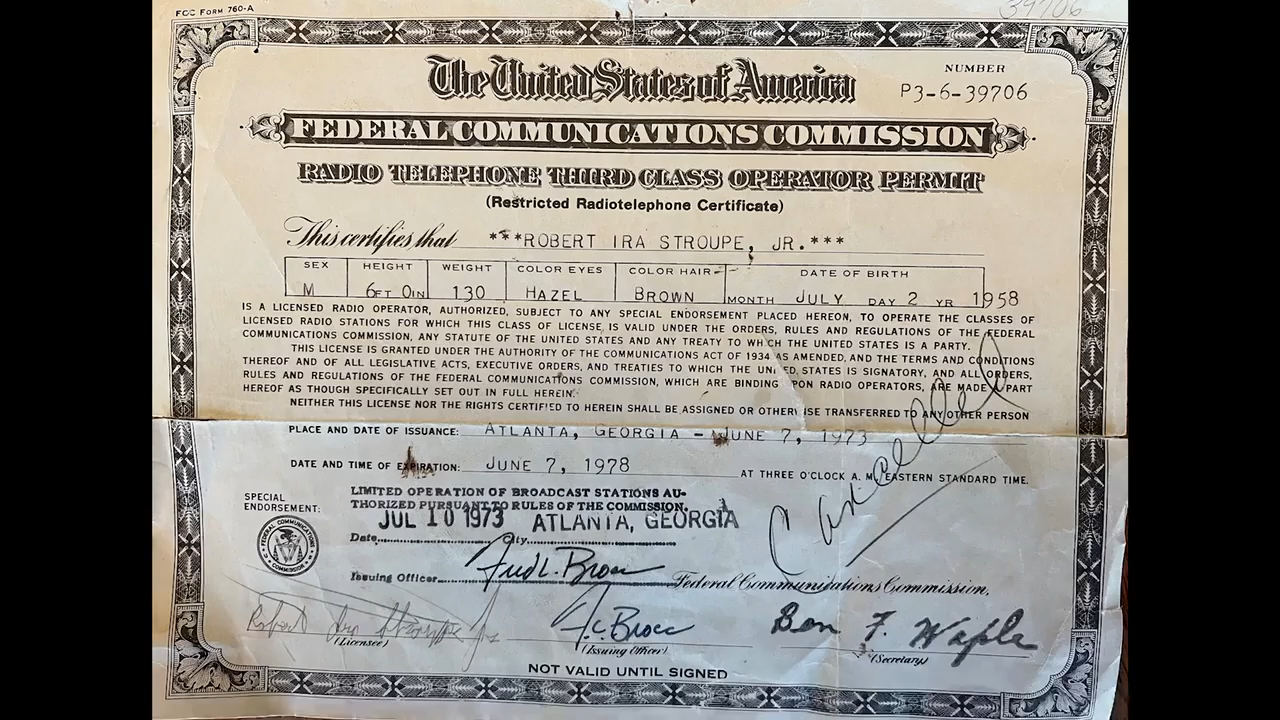 FCC FORM 760-A
39706
The United States of America
NUMBER
P3-6-39706
FEDERAL COMMUNICATIONS COMMISSION
RADIO TELEPHONE THIRD CLASS OPERATOR PERMIT
(Restricted Radiotelephone Certificate)
This certifies that ***ROBERT IRA STROUPE, JR.***
SEX HEIGHT WEIGHT COLOR EYES COLOR HAIR DATE OF BIRTH
M 6FT 0IN 130 HAZEL BROWN MONTH JULY DAY 2 YR 1958
IS A LICENSED RADIO OPERATOR, AUTHORIZED, SUBJECT TO ANY SPECIAL ENDORSEMENT PLACED HEREON, TO OPERATE THE CLASSES OF
LICENSED RADIO STATIONS FOR WHICH THIS CLASS OF LICENSE IS VALID UNDER THE ORDERS, RULES AND REGULATIONS OF THE FEDERAL
COMMUNICATIONS COMMISSION, ANY STATUTE OF THE UNITED STATES AND ANY TREATY TO WHICH THE UNITED STATES IS A PARTY.
THIS LICENSE IS GRANTED UNDER THE AUTHORITY OF THE COMMUNICATIONS ACT OF 1934 AS AMENDED, AND THE TERMS AND CONDITIONS
THEREOF AND OF ALL LEGISLATIVE ACTS, EXECUTIVE ORDERS, AND TREATIES TO WHICH THE UNITED STATES IS SIGNATORY, AND ALL ORDERS,
RULES AND REGULATIONS OF THE FEDERAL COMMUNICATIONS COMMISSION, WHICH ARE BINDING UPON RADIO OPERATORS, ARE MADE A PART
HEREOF AS THOUGH SPECIFICALLY SET OUT IN FULL HEREIN.
NEITHER THIS LICENSE NOR THE RIGHTS CERTIFIED TO HEREIN SHALL BE ASSIGNED OR OTHERWISE TRANSFERRED TO ANY OTHER PERSON
PLACE AND DATE OF ISSUANCE: ATLANTA, GEORGIA - JUNE 7, 1973
DATE AND TIME OF EXPIRATION: JUNE 7, 1978 AT THREE O'CLOCK A. M. EASTERN STANDARD TIME.
Cancelled
SPECIAL
ENDORSEMENT:
LIMITED OPERATION OF BROADCAST STATIONS AU-
THORIZED PURSUANT TO RULES OF THE COMMISSION.
JUL 10 1973 ATLANTA, GEORGIA
Date City
FEDERAL COMMUNICATIONS COMMISSION
Issuing Officer Federal Communications Commission.
Robert Ira Stroupe Jr
Ben F. Waple
(Licensee) (Issuing Officer) (Secretary)
NOT VALID UNTIL SIGNED